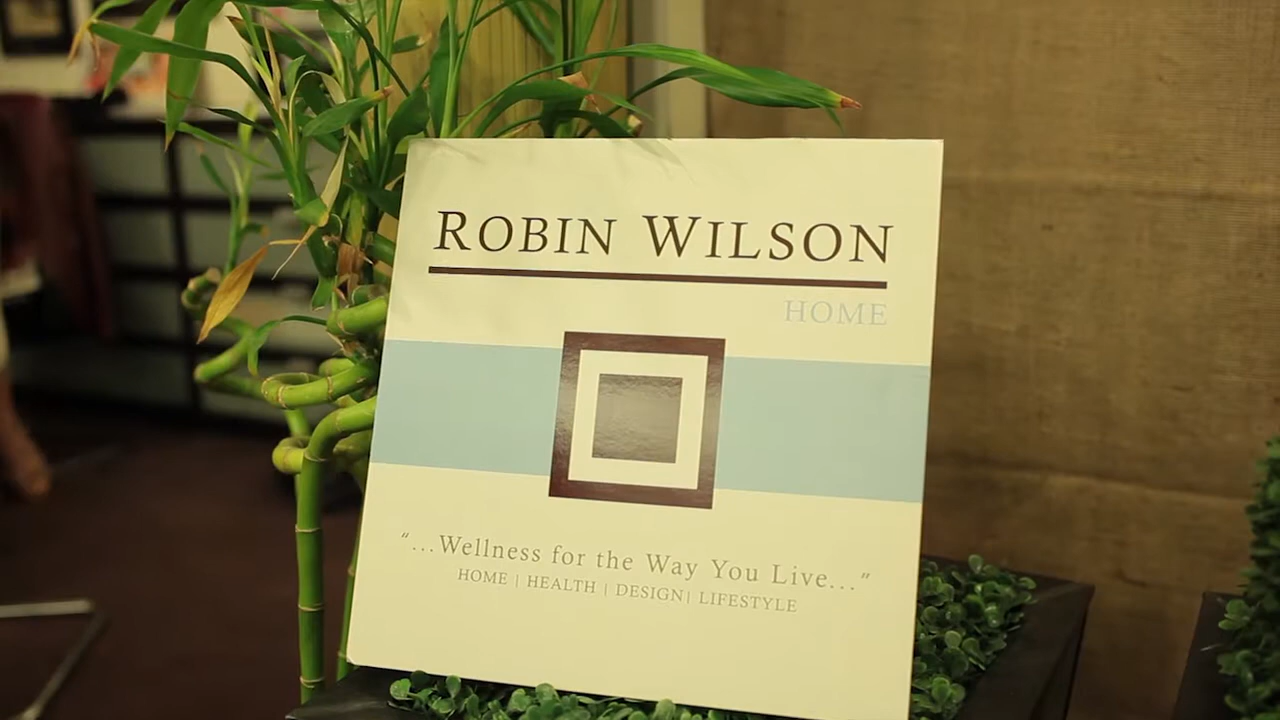 ROBIN WILSON
HOME
“...Wellness for the Way You Live...”
HOME | HEALTH | DESIGN| LIFESTYLE